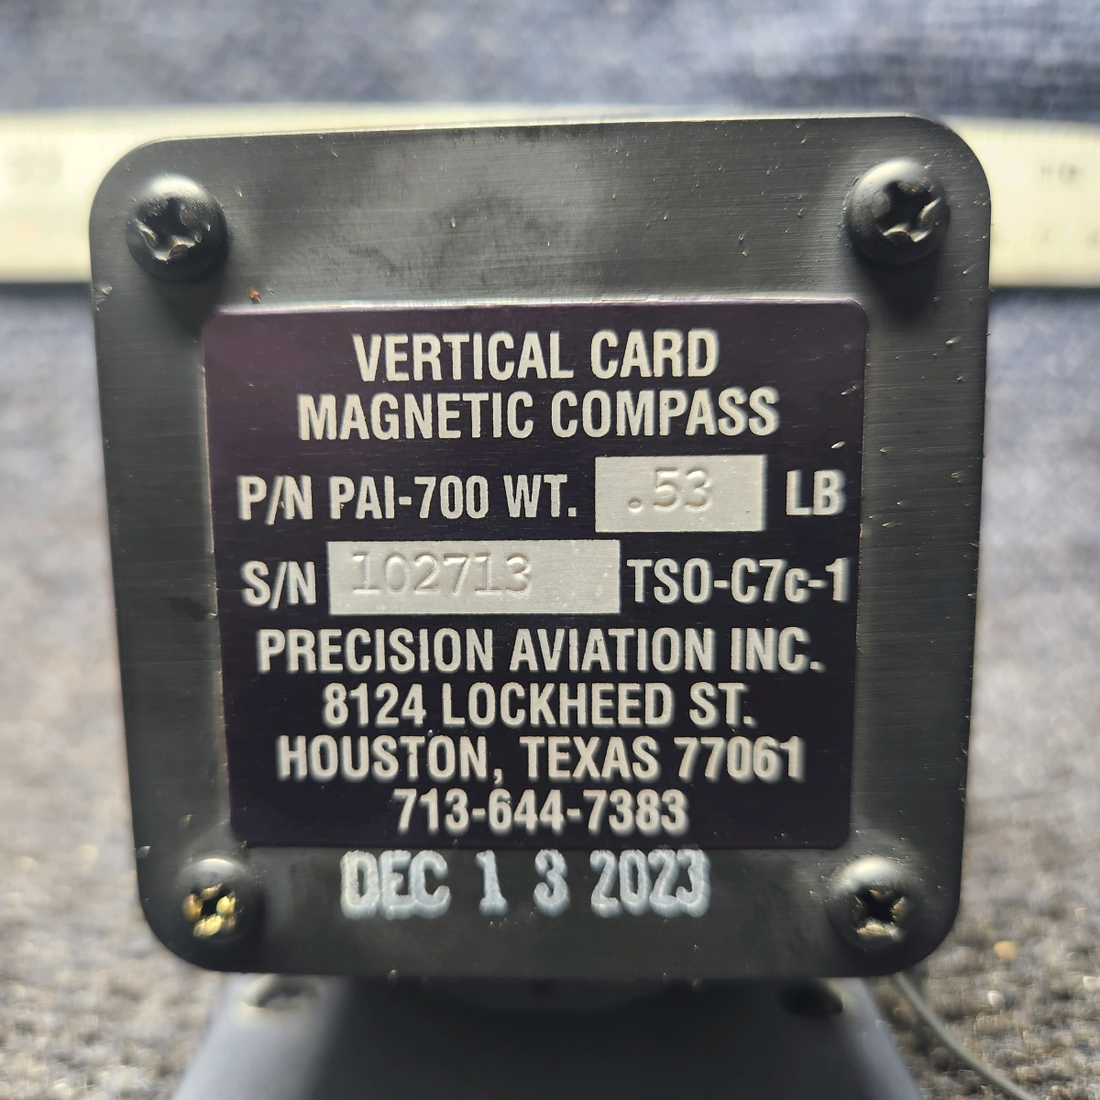 VERTICAL CARD
MAGNETIC COMPASS
P/N PAI-700 WT. .53 LB
S/N 102713 TSO-C7c-1
PRECISION AVIATION INC.
8124 LOCKHEED ST.
HOUSTON, TEXAS 77061
713-644-7383
DEC 1 3 2023